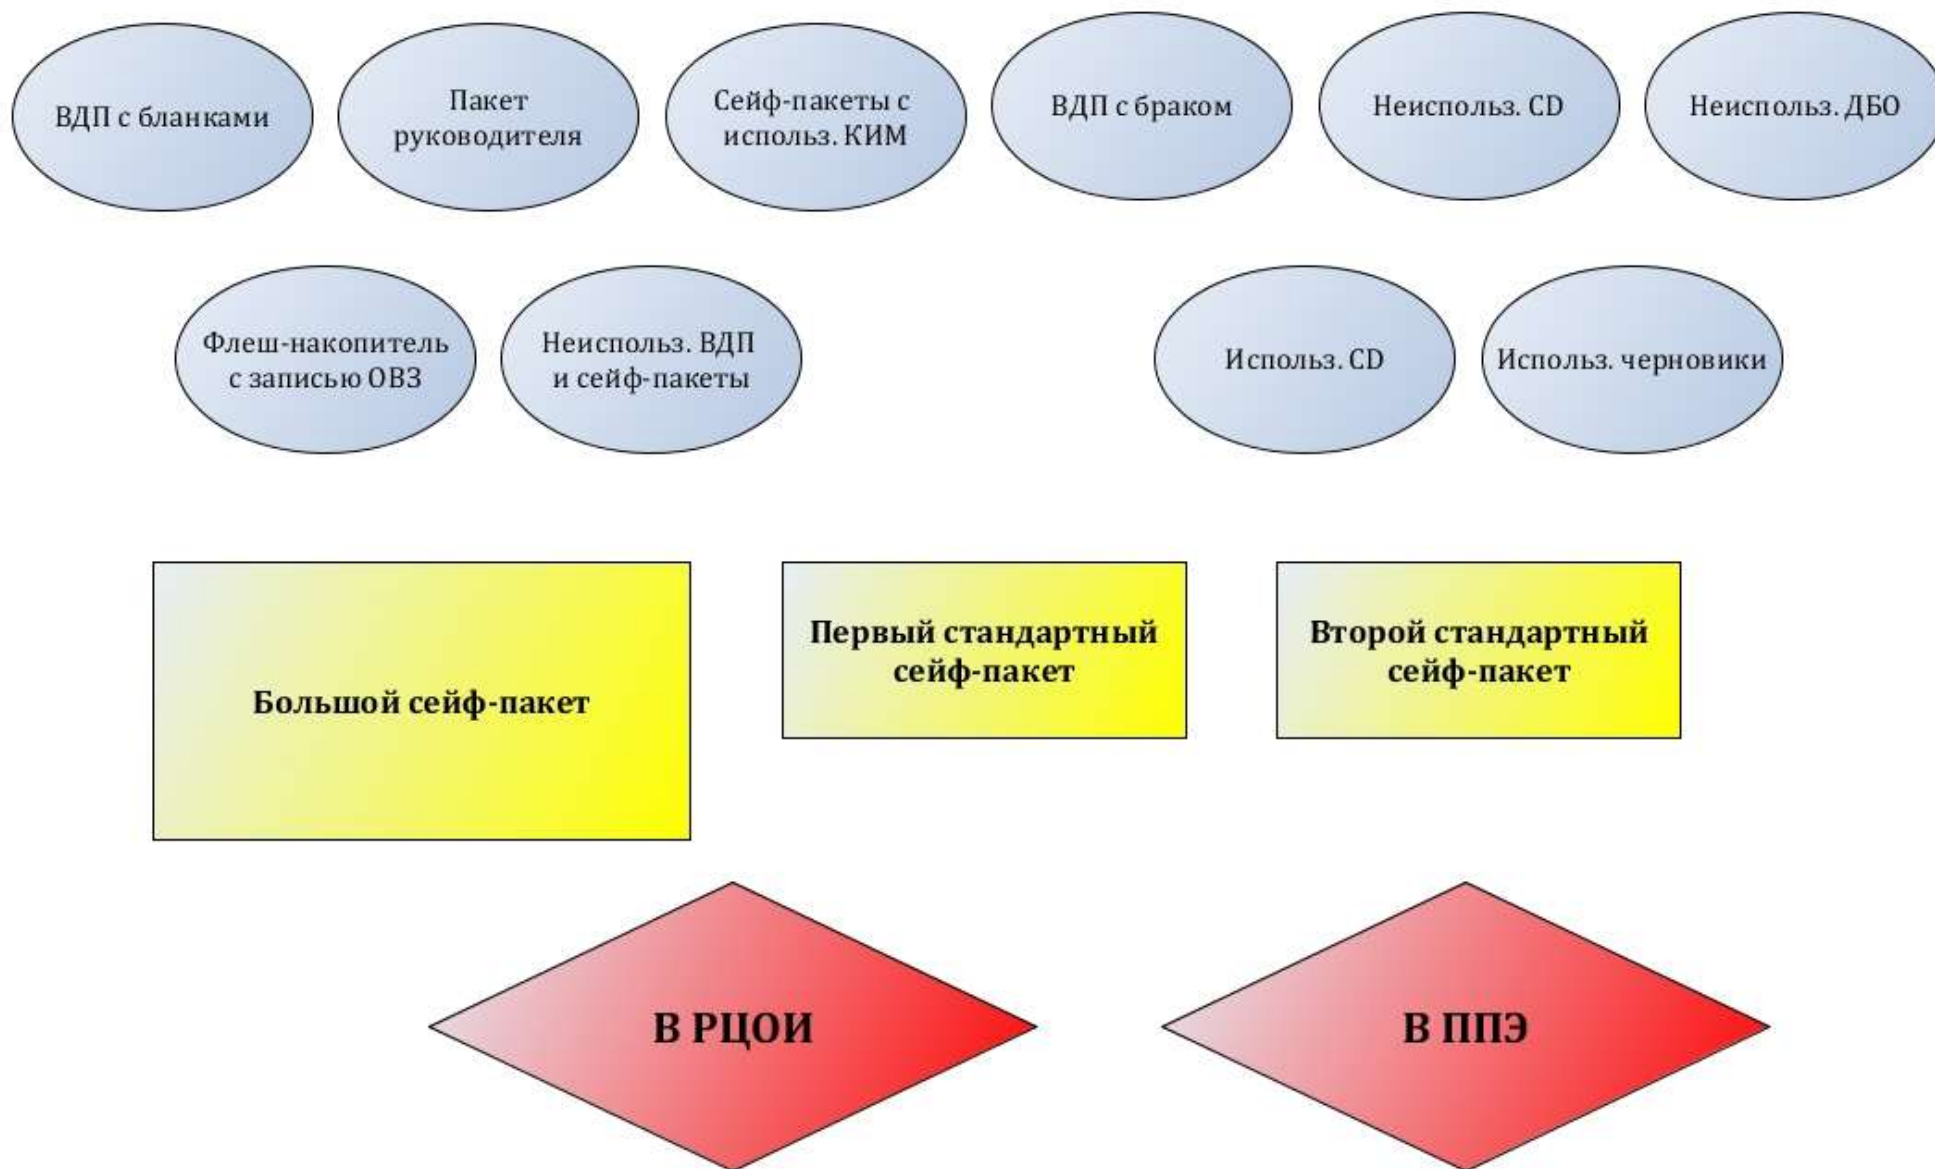 ВДП с бланками
Пакет
руководителя
Сейф-пакеты с
использ. КИМ
ВДП с браком
Неиспольз. CD
Неиспольз. ДБО
Флеш-накопитель
с записью ОВЗ
Неиспольз. ВДП
и сейф-пакеты
Использ. CD
Использ. черновики
Большой сейф-пакет
Первый стандартный
сейф-пакет
Второй стандартный
сейф-пакет
В РЦОИ
В ППЭ